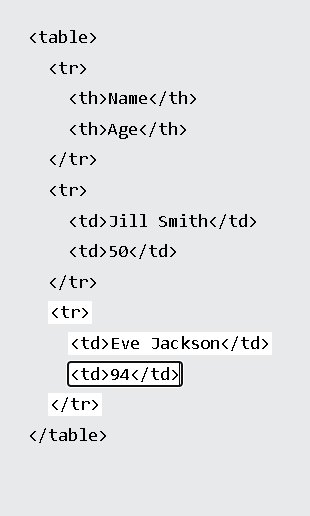 <table>
<tr>
<th>Name</th>
<th>Age</th>
</tr>
<tr>
<td>Jill Smith</td>
<td>50</td>
</tr>
<tr>
<td>Eve Jackson</td>
<td>94</td>
</tr>
</table>